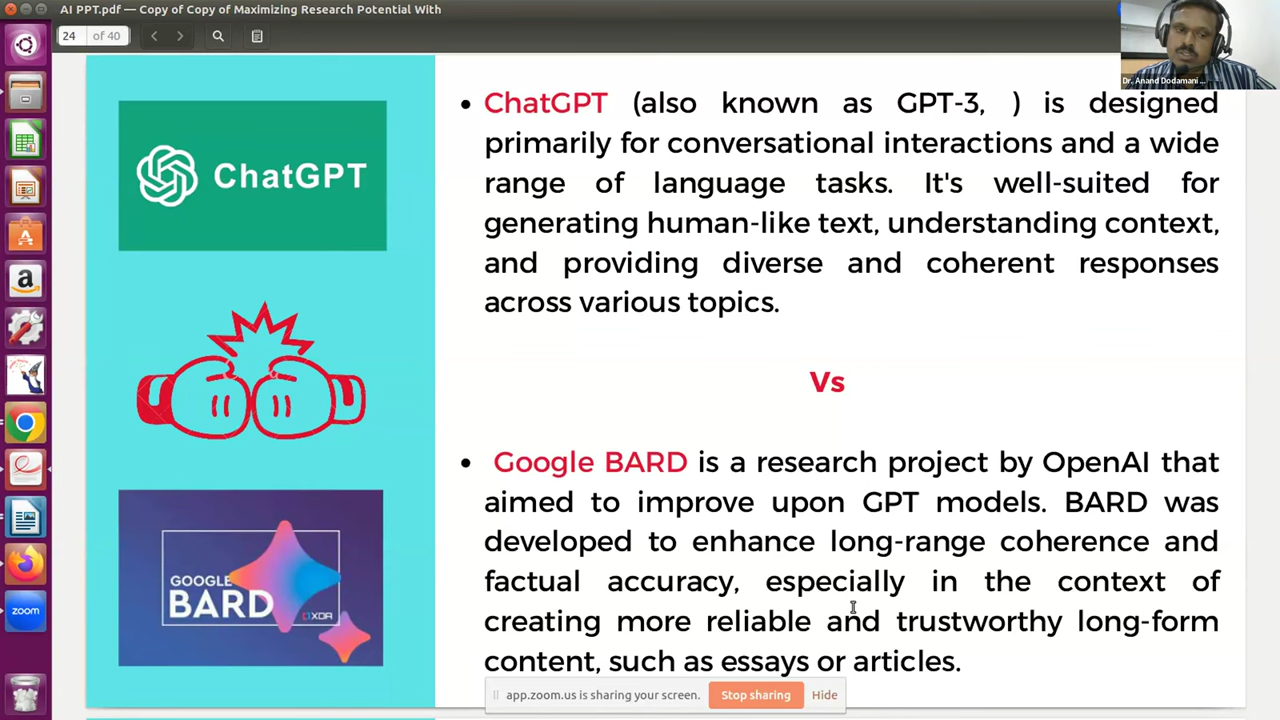 AI PPT.pdf — Copy of Copy of Maximizing Research Potential With
24 of 40
Dr. Anand Dodamani ...
ChatGPT
• ChatGPT (also known as GPT-3, ) is designed
primarily for conversational interactions and a wide
range of language tasks. It's well-suited for
generating human-like text, understanding context,
and providing diverse and coherent responses
across various topics.
Vs
GOOGLE
BARD
XDA
• Google BARD is a research project by OpenAI that
aimed to improve upon GPT models. BARD was
developed to enhance long-range coherence and
factual accuracy, especially in the context of
creating more reliable and trustworthy long-form
content, such as essays or articles.
zoom
app.zoom.us is sharing your screen. Stop sharing Hide